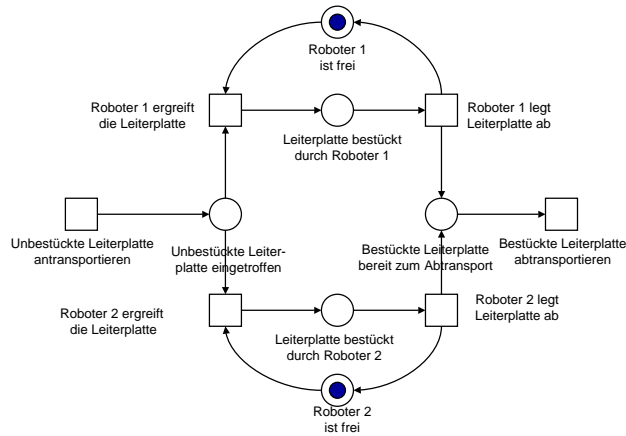 Roboter 1
ist frei
Roboter 1 ergreift
die Leiterplatte
Leiterplatte bestückt
durch Roboter 1
Roboter 1 legt
Leiterplatte ab
Unbestückte Leiterplatte
antransportieren
Unbestückte Leiter-
platte eingetroffen
Bestückte Leiterplatte
bereit zum Abtransport
Bestückte Leiterplatte
abtransportieren
Roboter 2 ergreift
die Leiterplatte
Leiterplatte bestückt
durch Roboter 2
Roboter 2 legt
Leiterplatte ab
Roboter 2
ist frei